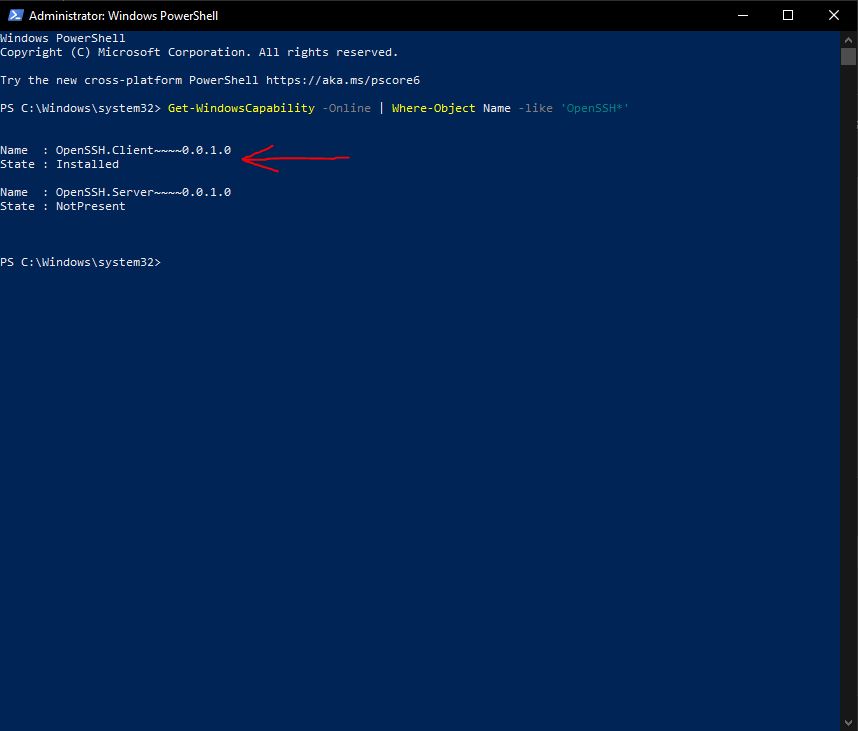 Administrator: Windows PowerShell
Windows PowerShell
Copyright (C) Microsoft Corporation. All rights reserved.
Try the new cross-platform PowerShell https://aka.ms/pscore6
PS C:\Windows\system32> Get-WindowsCapability -Online | Where-Object Name -like 'OpenSSH*'
Name  : OpenSSH.Client~~~~0.0.1.0
State : Installed
Name  : OpenSSH.Server~~~~0.0.1.0
State : NotPresent
PS C:\Windows\system32>